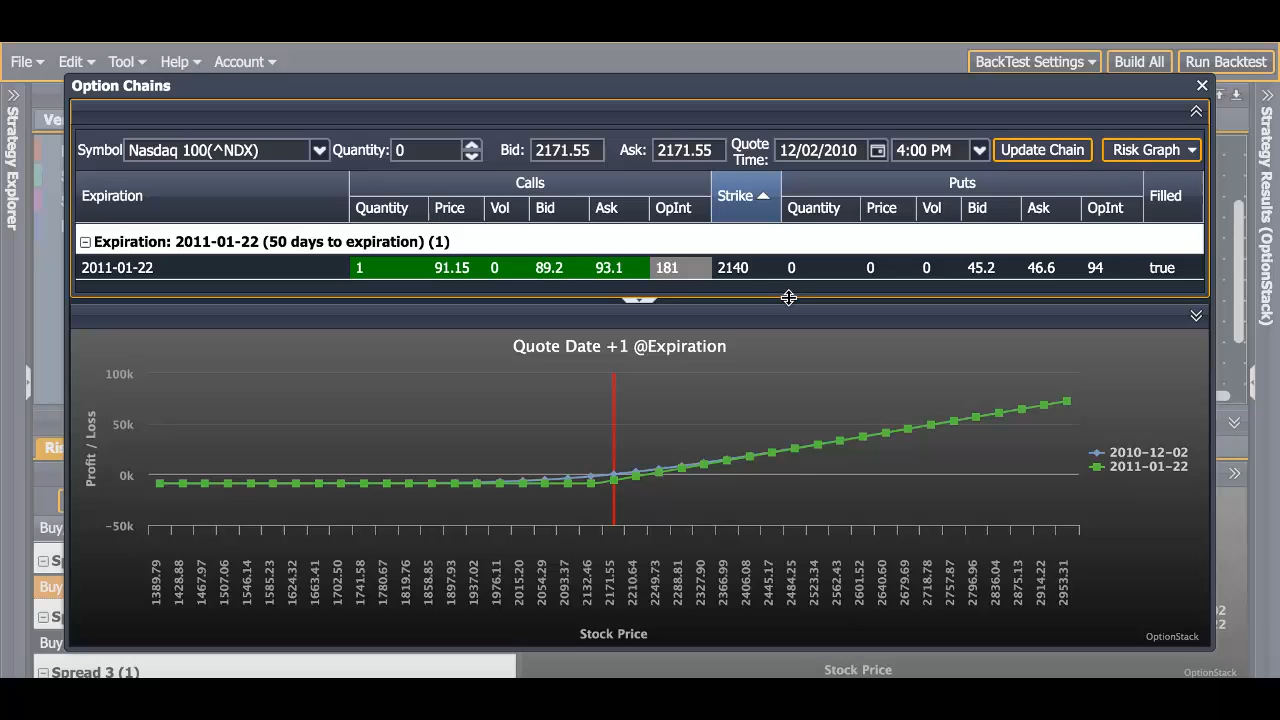 File Edit Tool Help Account BackTest Settings Build All Run Backtest
Option Chains
Strategy Explorer
Strategy Results (OptionStack)
Ve
Symbol Nasdaq 100(^NDX) Quantity: 0 Bid: 2171.55 Ask: 2171.55 Quote Time: 12/02/2010 4:00 PM Update Chain Risk Graph
Expiration Calls Strike Puts Filled
Quantity Price Vol Bid Ask OpInt Quantity Price Vol Bid Ask OpInt
Expiration: 2011-01-22 (50 days to expiration) (1)
2011-01-22 1 91.15 0 89.2 93.1 181 2140 0 0 0 45.2 46.6 94 true
Quote Date +1 @Expiration
100k
50k
0k
-50k
Profit / Loss
2010-12-02
2011-01-22
1389.79 1428.88 1467.97 1507.06 1546.14 1585.23 1624.32 1663.41 1702.50 1741.58 1780.67 1819.76 1858.85 1897.93 1937.02 1976.11 2015.20 2054.29 2093.37 2132.46 2171.55 2210.64 2249.73 2288.81 2327.90 2366.99 2406.08 2445.17 2484.25 2523.34 2562.43 2601.52 2640.60 2679.69 2718.78 2757.87 2796.96 2836.04 2875.13 2914.22 2953.31
Stock Price
OptionStack
Ris
Buy
Sp
Buy
Sp
Buy
Spread 3 (1)
02
22
Stock Price
OptionStack